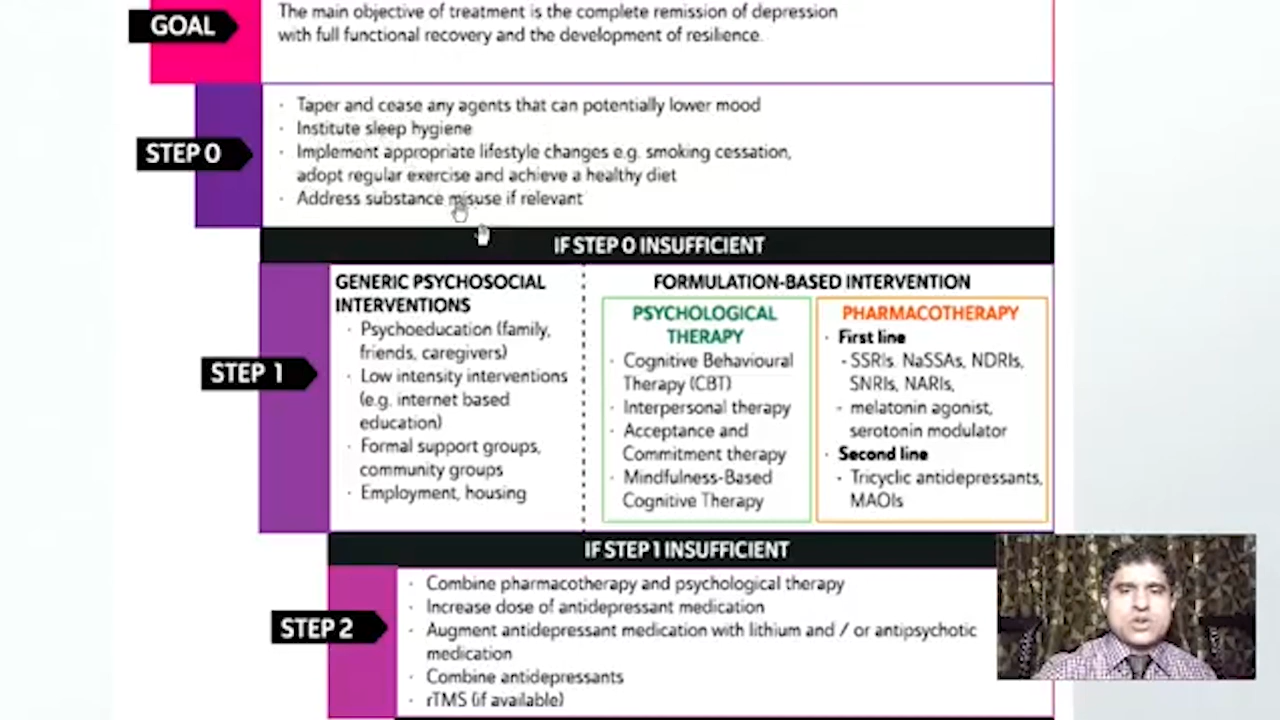 GOAL
The main objective of treatment is the complete remission of depression
with full functional recovery and the development of resilience.
STEP 0
· Taper and cease any agents that can potentially lower mood
· Institute sleep hygiene
· Implement appropriate lifestyle changes e.g. smoking cessation,
adopt regular exercise and achieve a healthy diet
· Address substance misuse if relevant
IF STEP 0 INSUFFICIENT
STEP 1
GENERIC PSYCHOSOCIAL
INTERVENTIONS
· Psychoeducation (family,
friends, caregivers)
· Low intensity interventions
(e.g. internet based
education)
· Formal support groups,
community groups
· Employment, housing
FORMULATION-BASED INTERVENTION
PSYCHOLOGICAL
THERAPY
· Cognitive Behavioural
Therapy (CBT)
· Interpersonal therapy
· Acceptance and
Commitment therapy
· Mindfulness-Based
Cognitive Therapy
PHARMACOTHERAPY
· First line
- SSRIs. NaSSAs, NDRIs,
SNRIs, NARIs,
- melatonin agonist,
serotonin modulator
· Second line
- Tricyclic antidepressants,
MAOIs
IF STEP 1 INSUFFICIENT
STEP 2
· Combine pharmacotherapy and psychological therapy
· Increase dose of antidepressant medication
· Augment antidepressant medication with lithium and / or antipsychotic
medication
· Combine antidepressants
· rTMS (if available)